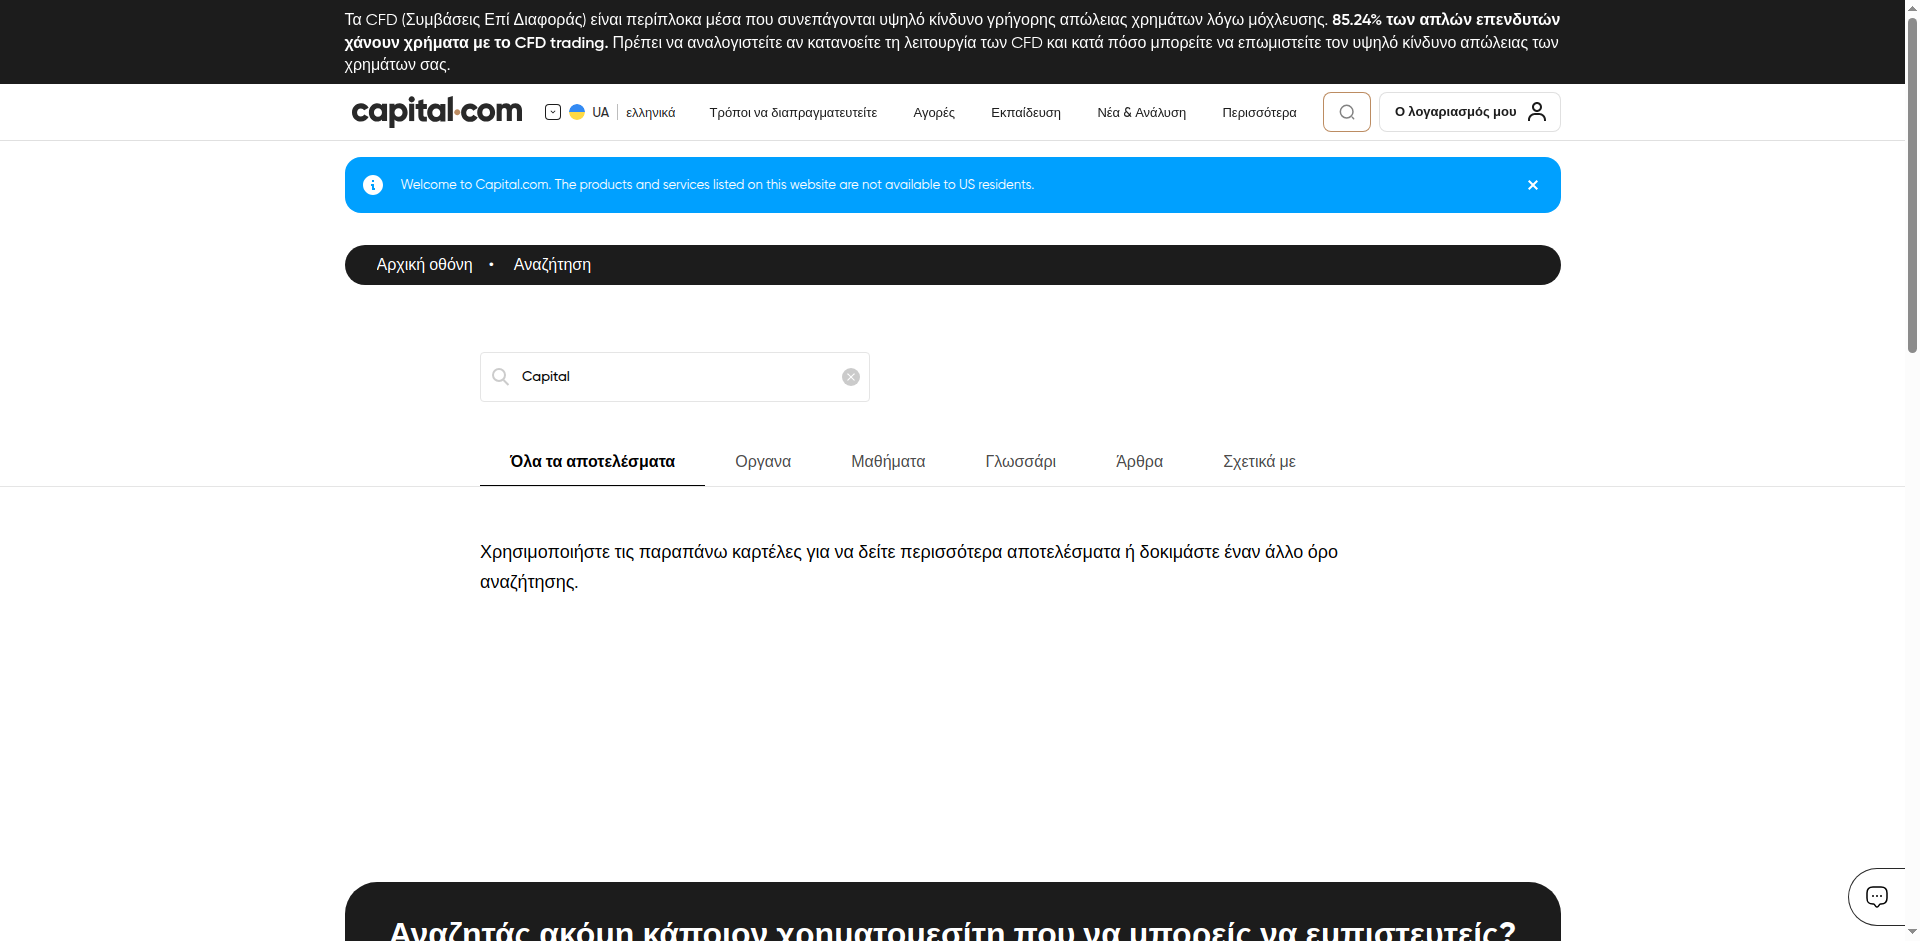 Τα CFD (Συμβάσεις Επί Διαφοράς) είναι περίπλοκα μέσα που συνεπάγονται υψηλό κίνδυνο γρήγορης απώλειας χρημάτων λόγω μόχλευσης. 85.24% των απλών επενδυτών
χάνουν χρήματα με το CFD trading. Πρέπει να αναλογιστείτε αν κατανοείτε τη λειτουργία των CFD και κατά πόσο μπορείτε να επωμιστείτε τον υψηλό κίνδυνο απώλειας των
χρημάτων σας.
capital.com UA ελληνικά Τρόποι να διαπραγματευτείτε Αγορές Εκπαίδευση Νέα & Ανάλυση Περισσότερα Ο λογαριασμός μου
Welcome to Capital.com. The products and services listed on this website are not available to US residents.
Αρχική οθόνη • Αναζήτηση
Capital
Όλα τα αποτελέσματα Οργανα Μαθήματα Γλωσσάρι Άρθρα Σχετικά με
Χρησιμοποιήστε τις παραπάνω καρτέλες για να δείτε περισσότερα αποτελέσματα ή δοκιμάστε έναν άλλο όρο
αναζήτησης.
Αναζητάς ακόμη κάποιον χρηματομεσίτη που να μπορείς να εμπιστευτείς?